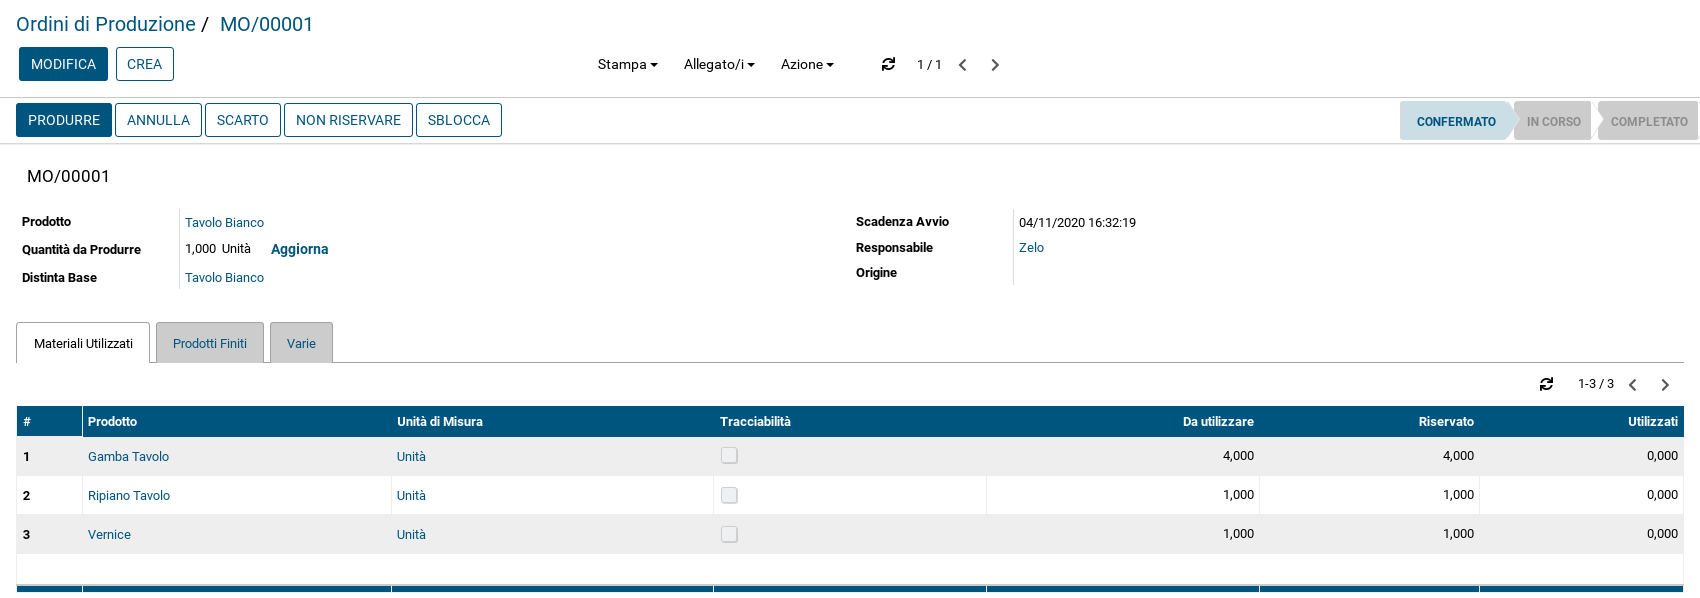 Ordini di Produzione / MO/00001
MODIFICA CREA Stampa Allegato/i Azione 1 / 1
PRODURRE ANNULLA SCARTO NON RISERVARE SBLOCCA CONFERMATO IN CORSO COMPLETATO
MO/00001
Prodotto Tavolo Bianco Scadenza Avvio 04/11/2020 16:32:19
Quantità da Produrre 1,000 Unità Aggiorna Responsabile Zelo
Distinta Base Tavolo Bianco Origine
Materiali Utilizzati Prodotti Finiti Varie
1-3 / 3
# Prodotto Unità di Misura Tracciabilità Da utilizzare Riservato Utilizzati
1 Gamba Tavolo Unità 4,000 4,000 0,000
2 Ripiano Tavolo Unità 1,000 1,000 0,000
3 Vernice Unità 1,000 1,000 0,000